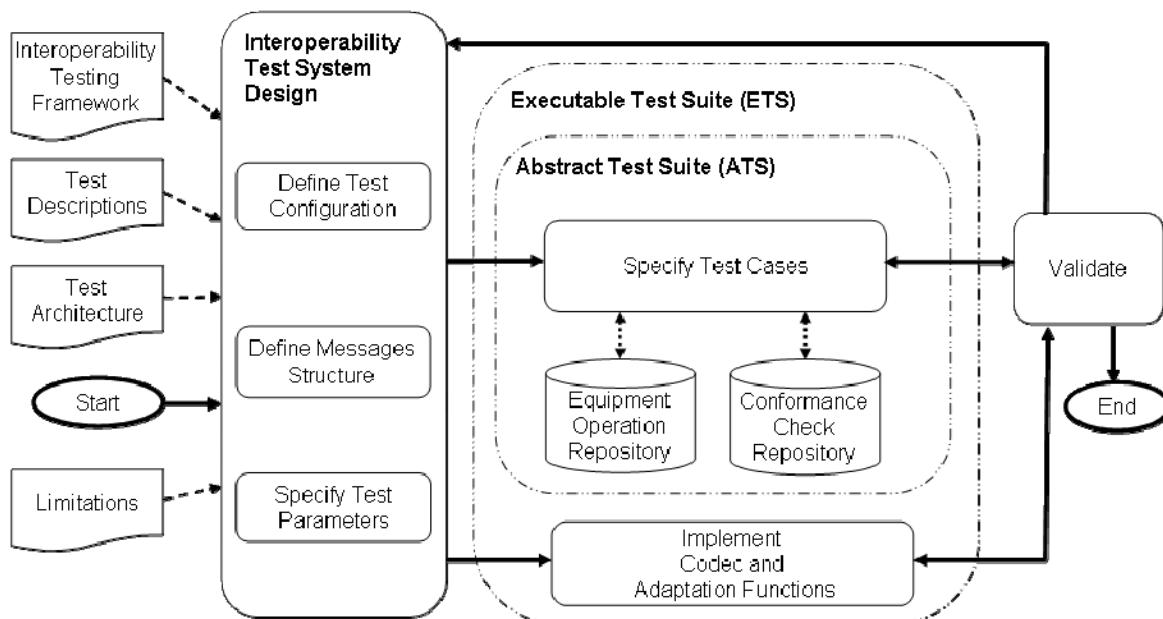 Interoperability
Testing
Framework
Test
Descriptions
Test
Architecture
Start
Limitations
Interoperability
Test System
Design
Define Test
Configuration
Define Messages
Structure
Specify Test
Parameters
Executable Test Suite (ETS)
Abstract Test Suite (ATS)
Specify Test Cases
Equipment
Operation
Repository
Conformance
Check
Repository
Implement
Codec and
Adaptation Functions
Validate
End